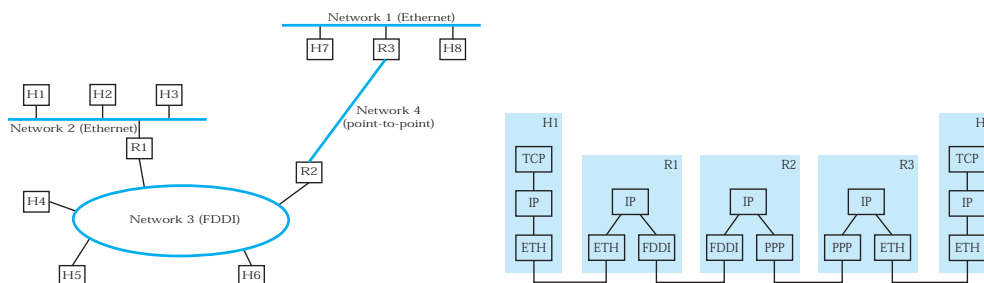 Network 1 (Ethernet)
H7
R3
H8
H1
H2
H3
Network 2 (Ethernet)
Network 4
(point-to-point)
R1
R2
H4
Network 3 (FDDI)
H5
H6
H1
TCP
IP
ETH
R1
IP
ETH
FDDI
R2
IP
FDDI
PPP
R3
IP
PPP
ETH
H
TCP
IP
ETH